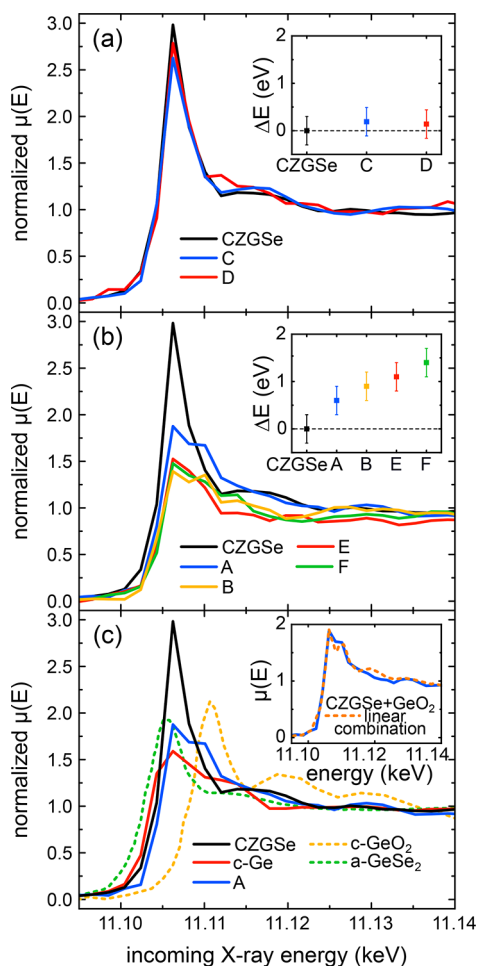 (a)
normalized μ(E)
3.0
2.5
2.0
1.5
1.0
0.5
0.0
ΔE (eV)
2
1
0
CZGSe C D
CZGSe
C
D
(b)
normalized μ(E)
3.0
2.5
2.0
1.5
1.0
0.5
0.0
ΔE (eV)
2
1
0
CZGSe A B E F
CZGSe E
A F
B
(c)
normalized μ(E)
3.0
2.5
2.0
1.5
1.0
0.5
0.0
μ(E)
2
1
0
CZGSe+GeO₂
linear
combination
11.10 11.12 11.14
energy (keV)
CZGSe c-GeO₂
c-Ge a-GeSe₂
A
11.10 11.11 11.12 11.13 11.14
incoming X-ray energy (keV)